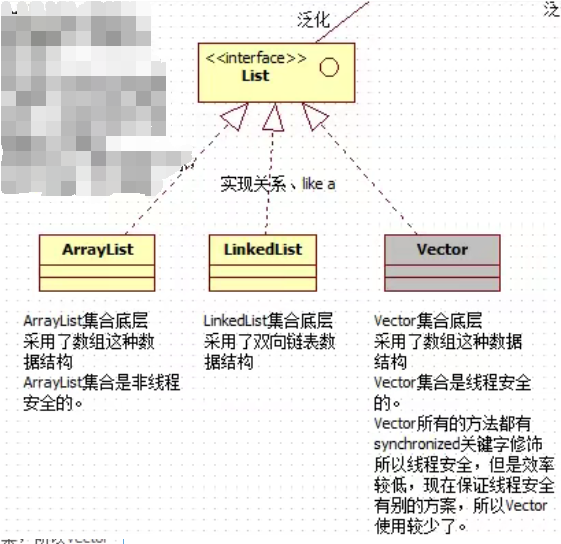 泛化
泛
<<interface>>
List
实现关系、like a
ArrayList
LinkedList
Vector
ArrayList集合底层
采用了数组这种数
据结构
ArrayList集合是非线程
安全的。
LinkedList集合底层
采用了双向链表数
据结构
Vector集合底层
采用了数组这种数据
结构
Vector集合是线程安全
的。
Vector所有的方法都有
synchronized关键字修饰
所以线程安全，但是效率
较低，现在保证线程安全
有别的方案，所以Vector
使用较少了。